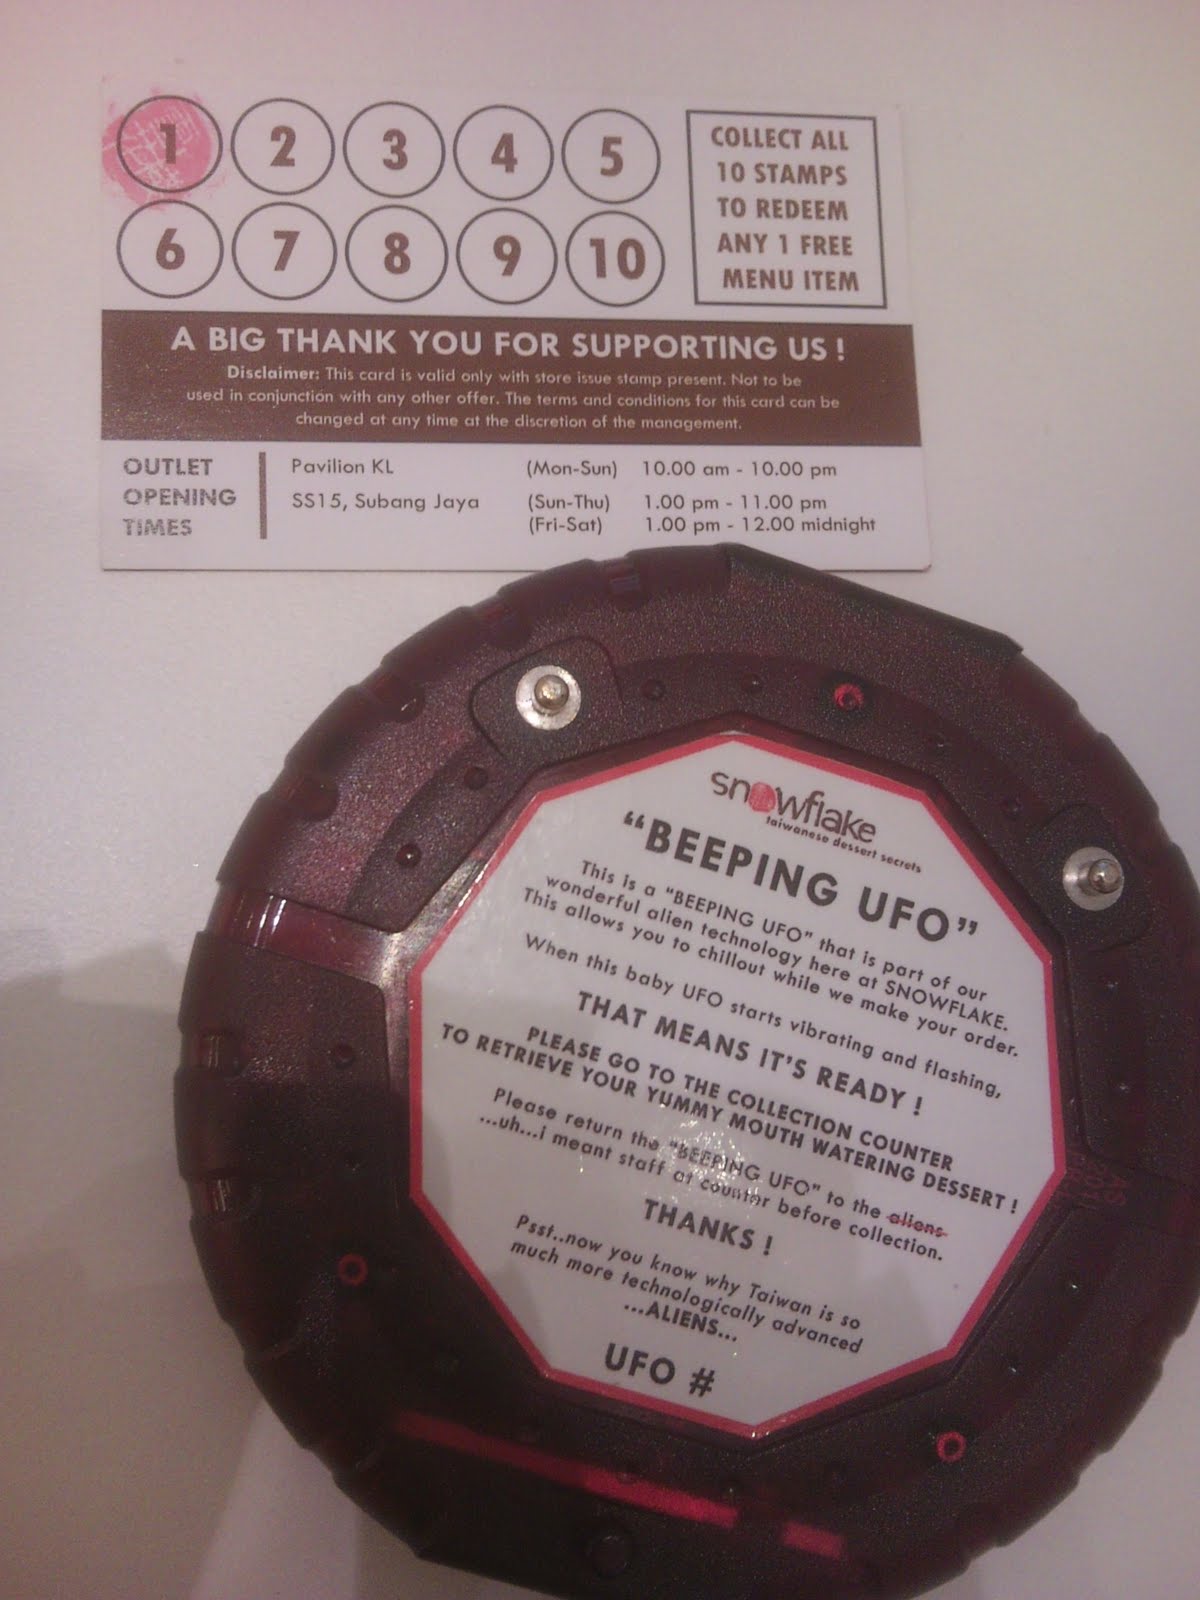 1 2 3 4 5
6 7 8 9 10
COLLECT ALL
10 STAMPS
TO REDEEM
ANY 1 FREE
MENU ITEM
A BIG THANK YOU FOR SUPPORTING US !
Disclaimer: This card is valid only with store issue stamp present. Not to be
used in conjunction with any other offer. The terms and conditions for this card can be
changed at any time at the discretion of the management.
OUTLET
OPENING
TIMES
Pavilion KL (Mon-Sun) 10.00 am - 10.00 pm
SS15, Subang Jaya (Sun-Thu) 1.00 pm - 11.00 pm
(Fri-Sat) 1.00 pm - 12.00 midnight
snowflake
taiwanese dessert secrets
“BEEPING UFO”
This is a “BEEPING UFO” that is part of our
wonderful alien technology here at SNOWFLAKE.
This allows you to chillout while we make your order.
When this baby UFO starts vibrating and flashing,
THAT MEANS IT'S READY !
PLEASE GO TO THE COLLECTION COUNTER
TO RETRIEVE YOUR YUMMY MOUTH WATERING DESSERT !
Please return the “BEEPING UFO” to the aliens
...uh...i meant staff at counter before collection.
THANKS !
Psst..now you know why Taiwan is so
much more technologically advanced
...ALIENS...
UFO #